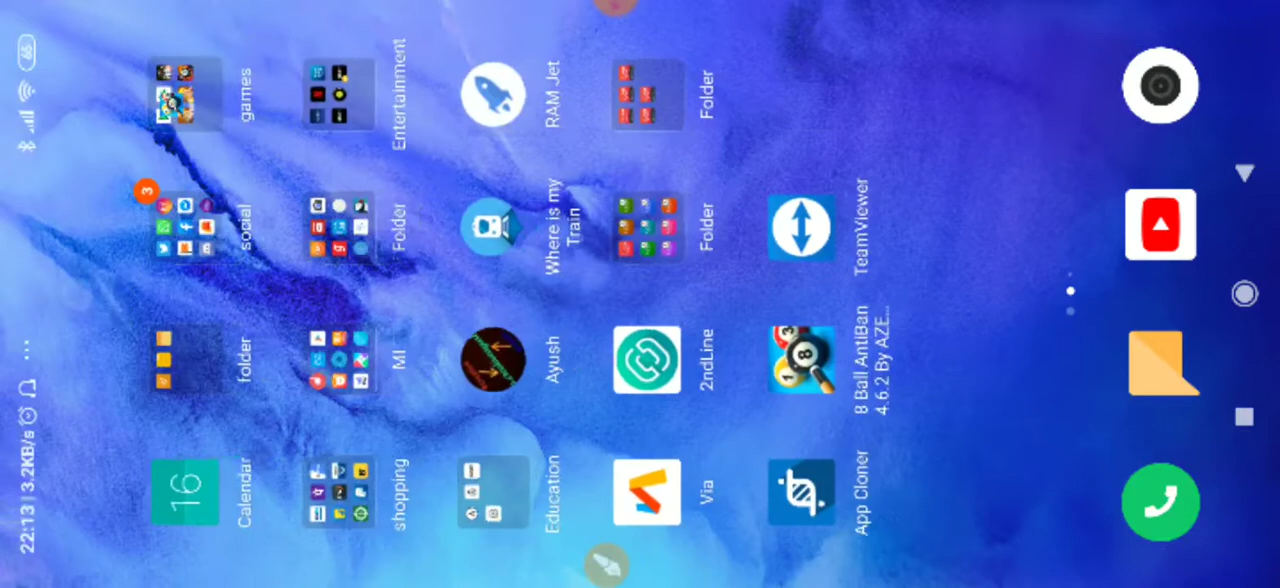 22:13 | 3.2KB/s
...
65
16
3
Calendar
folder
social
games
shopping
MI
Folder
Entertainment
Education
Ayush
Where is my
Train
RAM Jet
Via
2ndLine
Folder
Folder
App Cloner
8 Ball AntiBan
4.6.2 By AZE...
TeamViewer